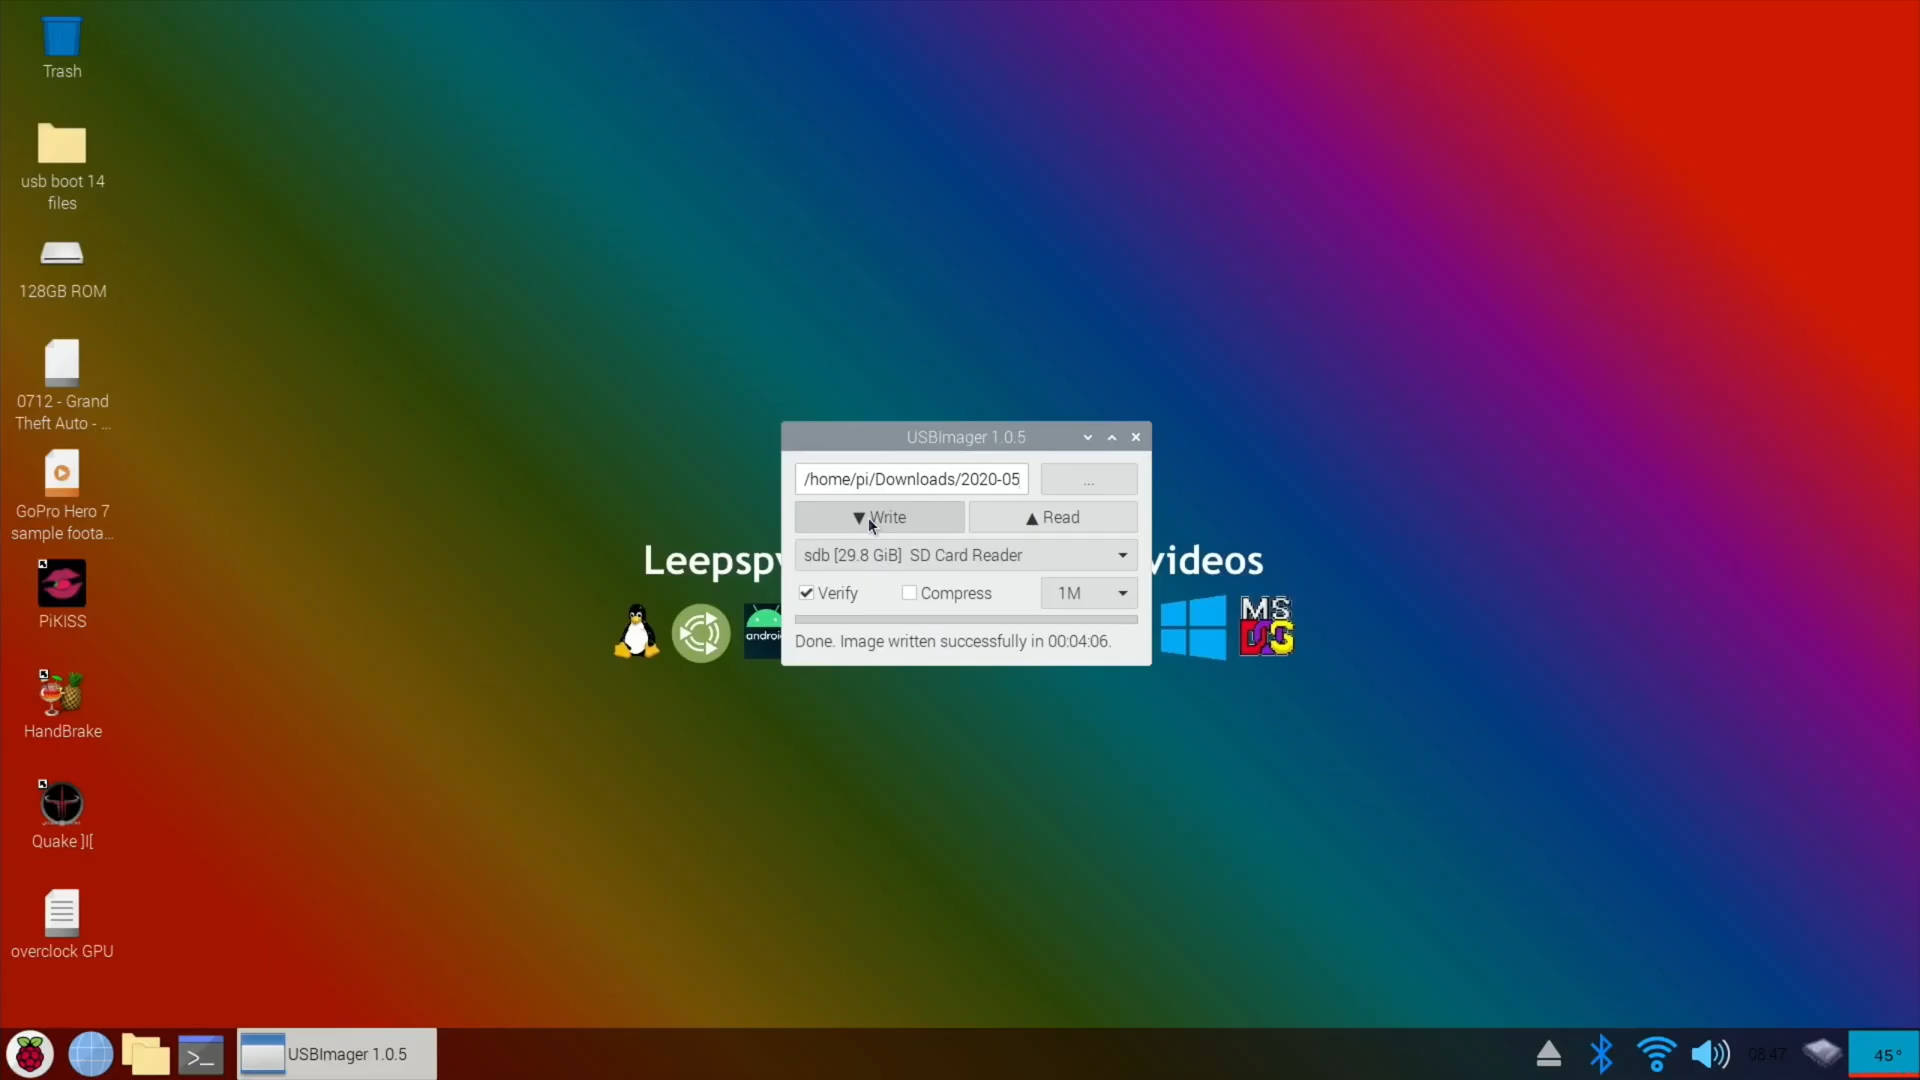 Trash
usb boot 14
files
128GB ROM
0712 - Grand
Theft Auto - ...
GoPro Hero 7
sample foota...
PiKISS
HandBrake
Quake ]I[
overclock GPU
USBImager 1.0.5
/home/pi/Downloads/2020-05
...
▼ Write
▲ Read
sdb [29.8 GiB] SD Card Reader
Verify
Compress
1M
Done. Image written successfully in 00:04:06.
videos
android
MS
DOS
>_
USBImager 1.0.5
08:47
45°